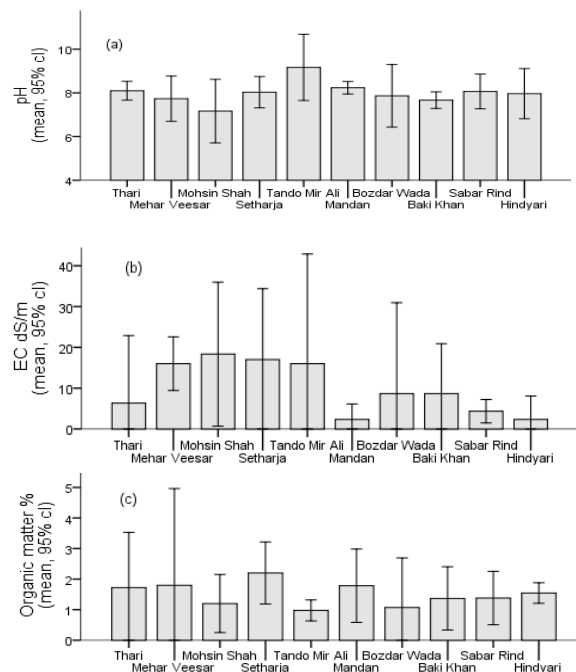 (a)
pH
(mean, 95% cl)
10
8
6
4
Thari Mohsin Shah Tando Mir Ali Bozdar Wada Sabar Rind
Mehar Veesar Setharja Mandan Baki Khan Hindyari
(b)
EC dS/m
(mean, 95% cl)
40
30
20
10
0
Thari Mohsin Shah Tando Mir Ali Bozdar Wada Sabar Rind
Mehar Veesar Setharja Mandan Baki Khan Hindyari
(c)
Organic matter %
(mean, 95% cl)
5
4
3
2
1
0
Thari Mohsin Shah Tando Mir Ali Bozdar Wada Sabar Rind
Mehar Veesar Setharja Mandan Baki Khan Hindyari